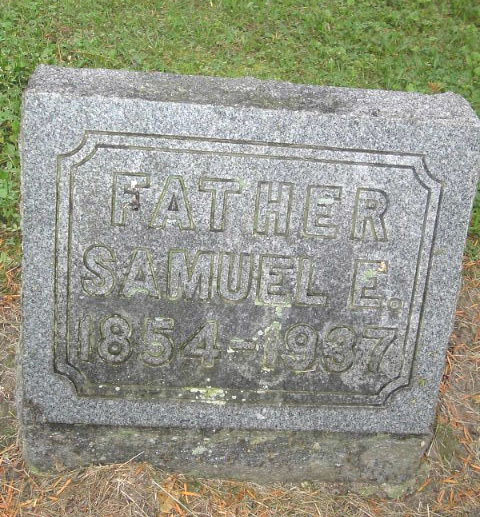 FATHER
SAMUEL E.
1854-1937